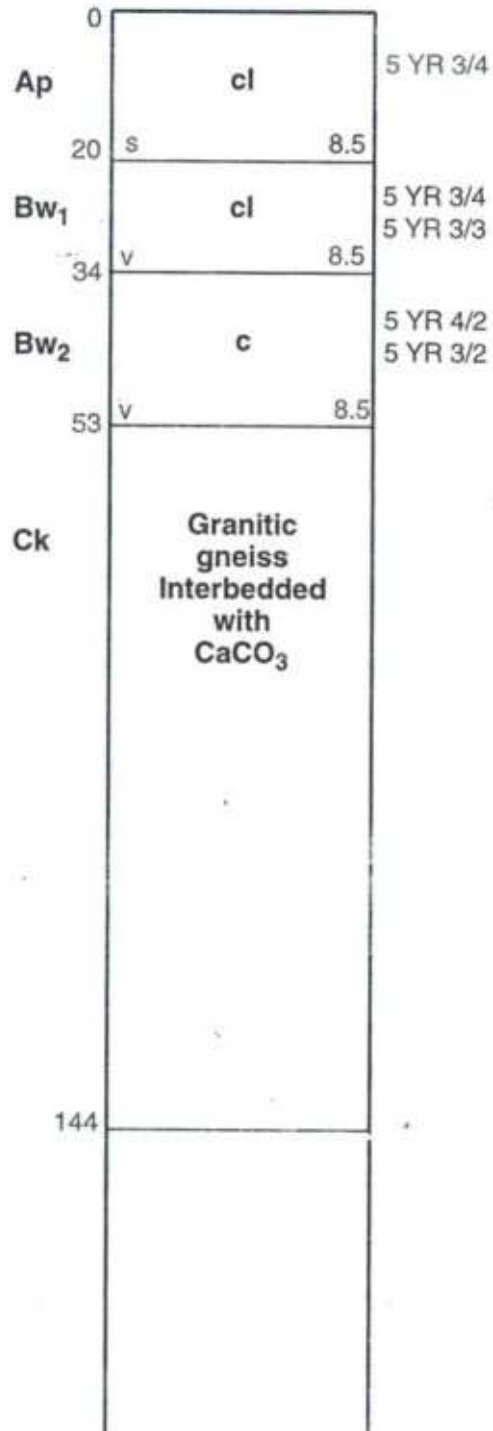 0
Ap
cl
5 YR 3/4
20
s
8.5
Bw₁
cl
5 YR 3/4
5 YR 3/3
34
v
8.5
Bw₂
c
5 YR 4/2
5 YR 3/2
53
v
8.5
Ck
Granitic
gneiss
Interbedded
with
CaCO₃
144